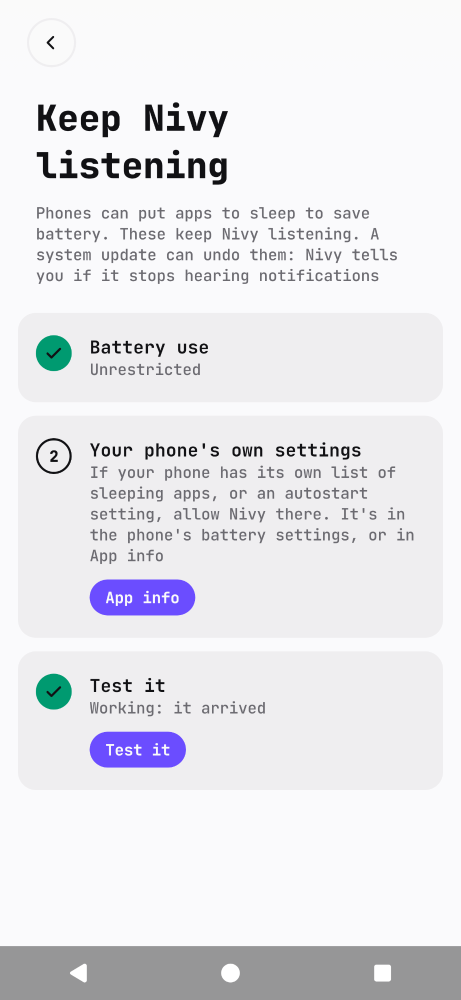 Keep Nivy
listening
Phones can put apps to sleep to save
battery. These keep Nivy listening. A
system update can undo them: Nivy tells
you if it stops hearing notifications
Battery use
Unrestricted
2
Your phone's own settings
If your phone has its own list of
sleeping apps, or an autostart
setting, allow Nivy there. It's in
the phone's battery settings, or in
App info
App info
Test it
Working: it arrived
Test it